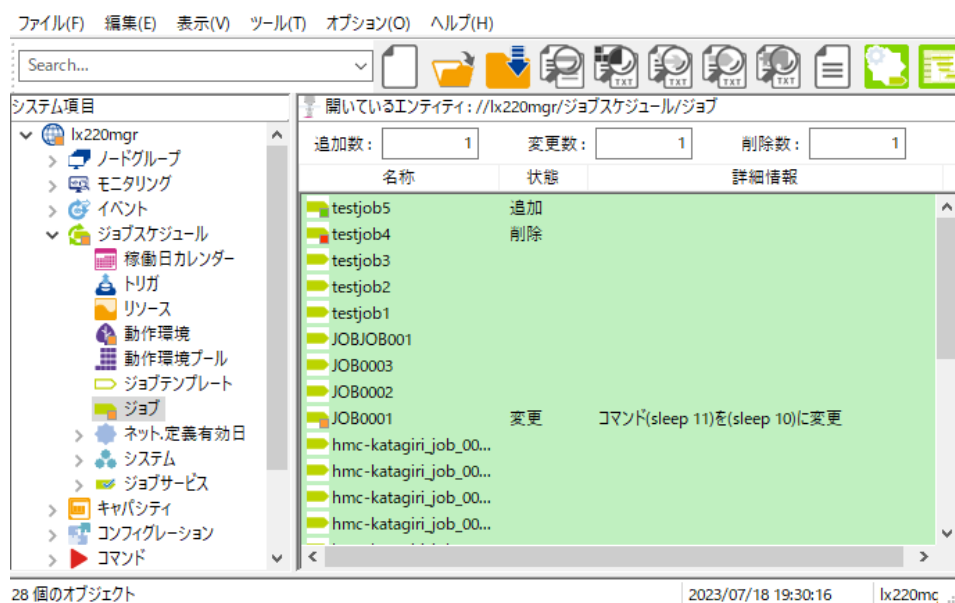 ファイル(F) 編集(E) 表示(V) ツール(T) オプション(O) ヘルプ(H)
Search...
TXT TXT TXT TXT
システム項目
lx220mgr
ノードグループ
モニタリング
イベント
ジョブスケジュール
稼働日カレンダー
トリガ
リソース
動作環境
動作環境プール
ジョブテンプレート
ジョブ
ネット.定義有効日
システム
ジョブサービス
キャパシティ
コンフィグレーション
コマンド
開いているエンティティ : //lx220mgr/ジョブスケジュール/ジョブ
追加数 : 1 変更数 : 1 削除数 : 1
名称 状態 詳細情報
testjob5 追加
testjob4 削除
testjob3
testjob2
testjob1
JOBJOB001
JOB0003
JOB0002
JOB0001 変更 コマンド(sleep 11)を(sleep 10)に変更
hmc-katagiri_job_00...
hmc-katagiri_job_00...
hmc-katagiri_job_00...
hmc-katagiri_job_00...
28 個のオブジェクト 2023/07/18 19:30:16 lx220mc